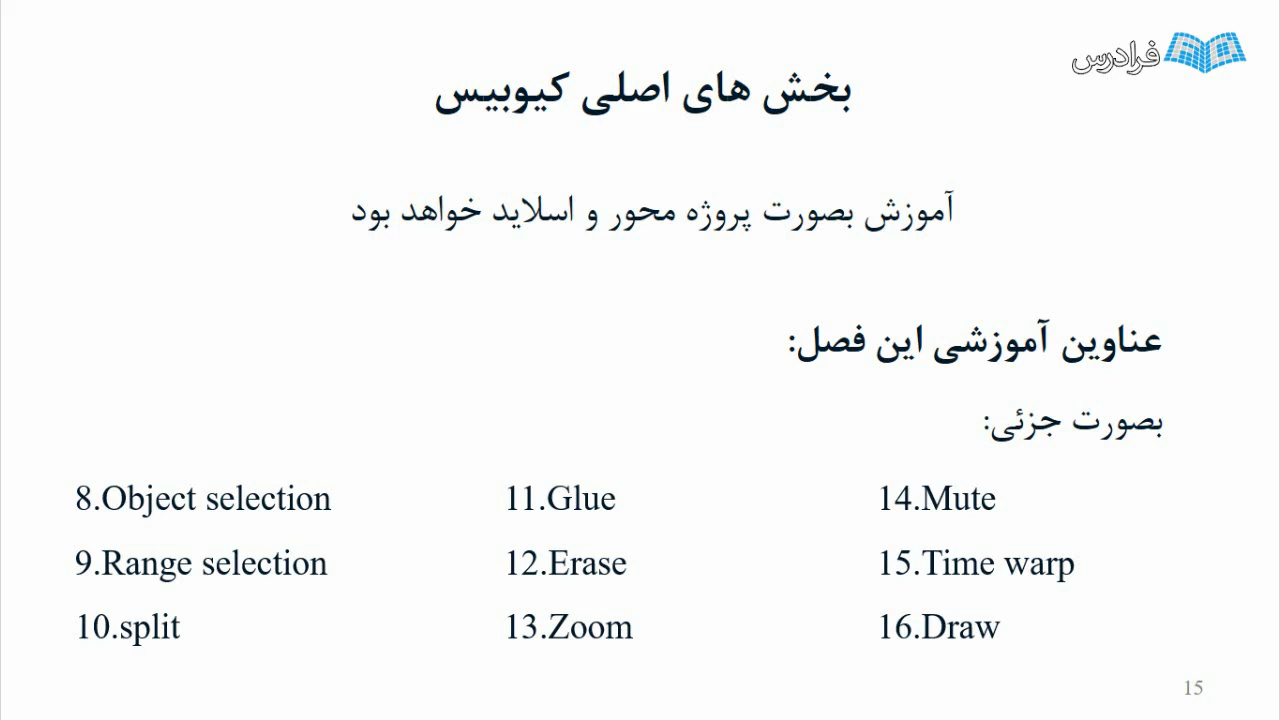 فرادرس
بخش های اصلی کیوبیس
آموزش بصورت پروژه محور و اسلاید خواهد بود
عناوین آموزشی این فصل:
بصورت جزئی:
8.Object selection
9.Range selection
10.split
11.Glue
12.Erase
13.Zoom
14.Mute
15.Time warp
16.Draw
15